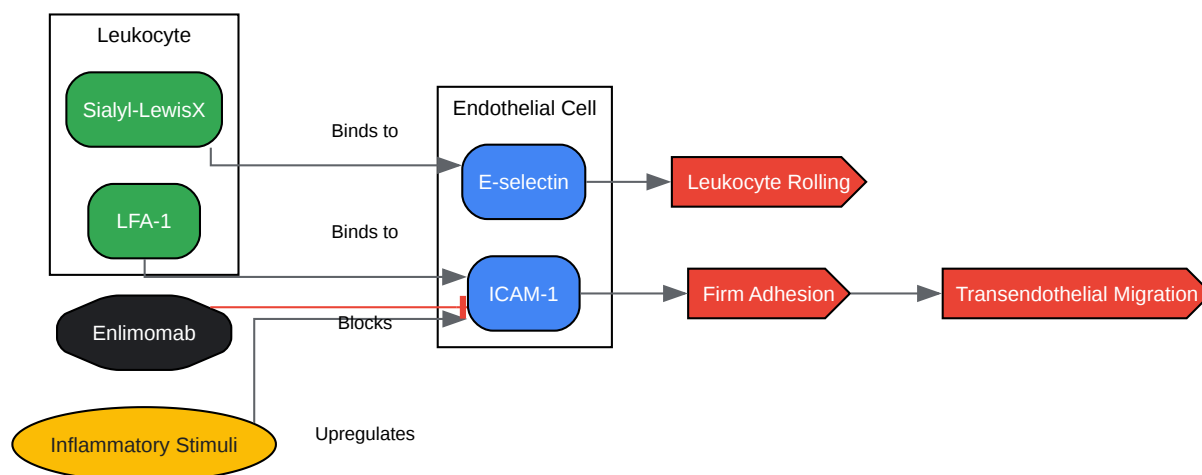 Leukocyte
Sialyl-LewisX
Binds to
Endothelial Cell
E-selectin
Leukocyte Rolling
LFA-1
Binds to
ICAM-1
Firm Adhesion
Transendothelial Migration
Enlimomab
Blocks
Inflammatory Stimuli
Upregulates